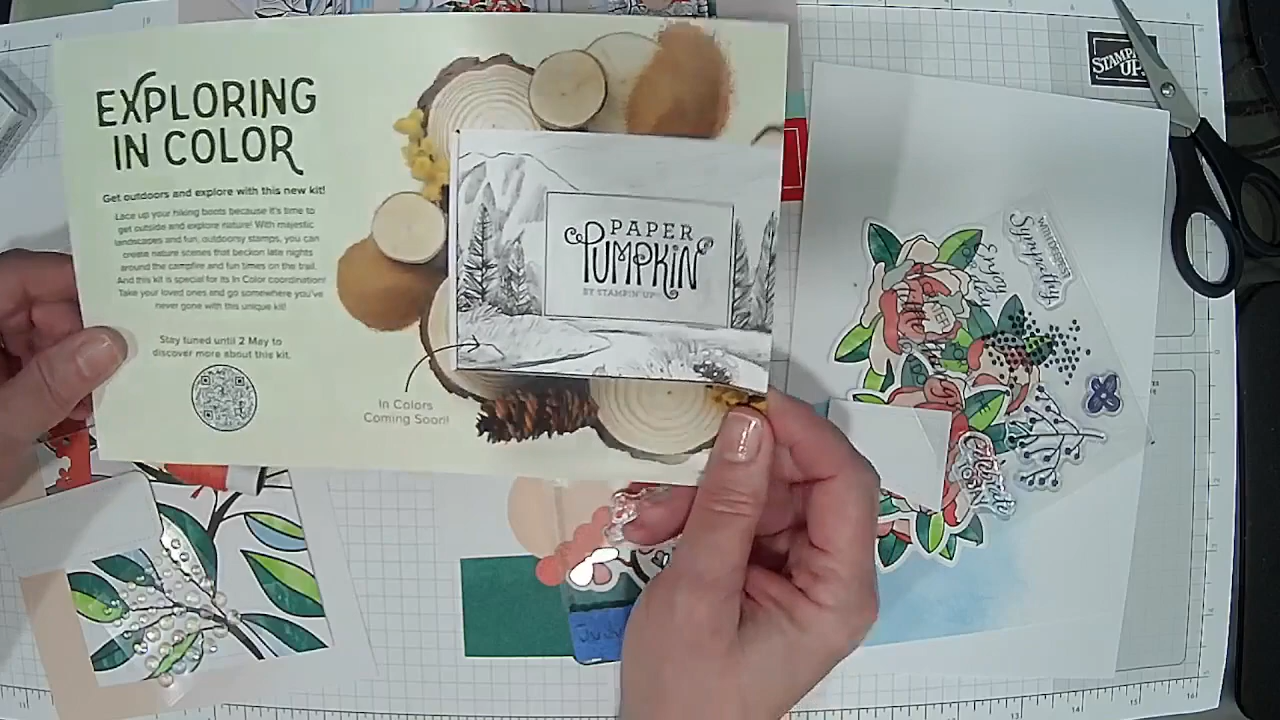 EXPLORING
IN COLOR
Get outdoors and explore with this new kit!
Lace up your hiking boots because it's time to
get outside and explore nature! With majestic
landscapes and fun, outdoorsy stamps, you can
create nature scenes that beckon late nights
around the campfire and fun times on the trail.
And this kit is special for its In Color coordination!
Take your loved ones and go somewhere you've
never gone with this unique kit!
Stay tuned until 2 May to
discover more about this kit.
In Colors
Coming Soon!
PAPER
PUMPKIN
BY STAMPIN' UP!
STAMPIN'
UP!
Sympathy